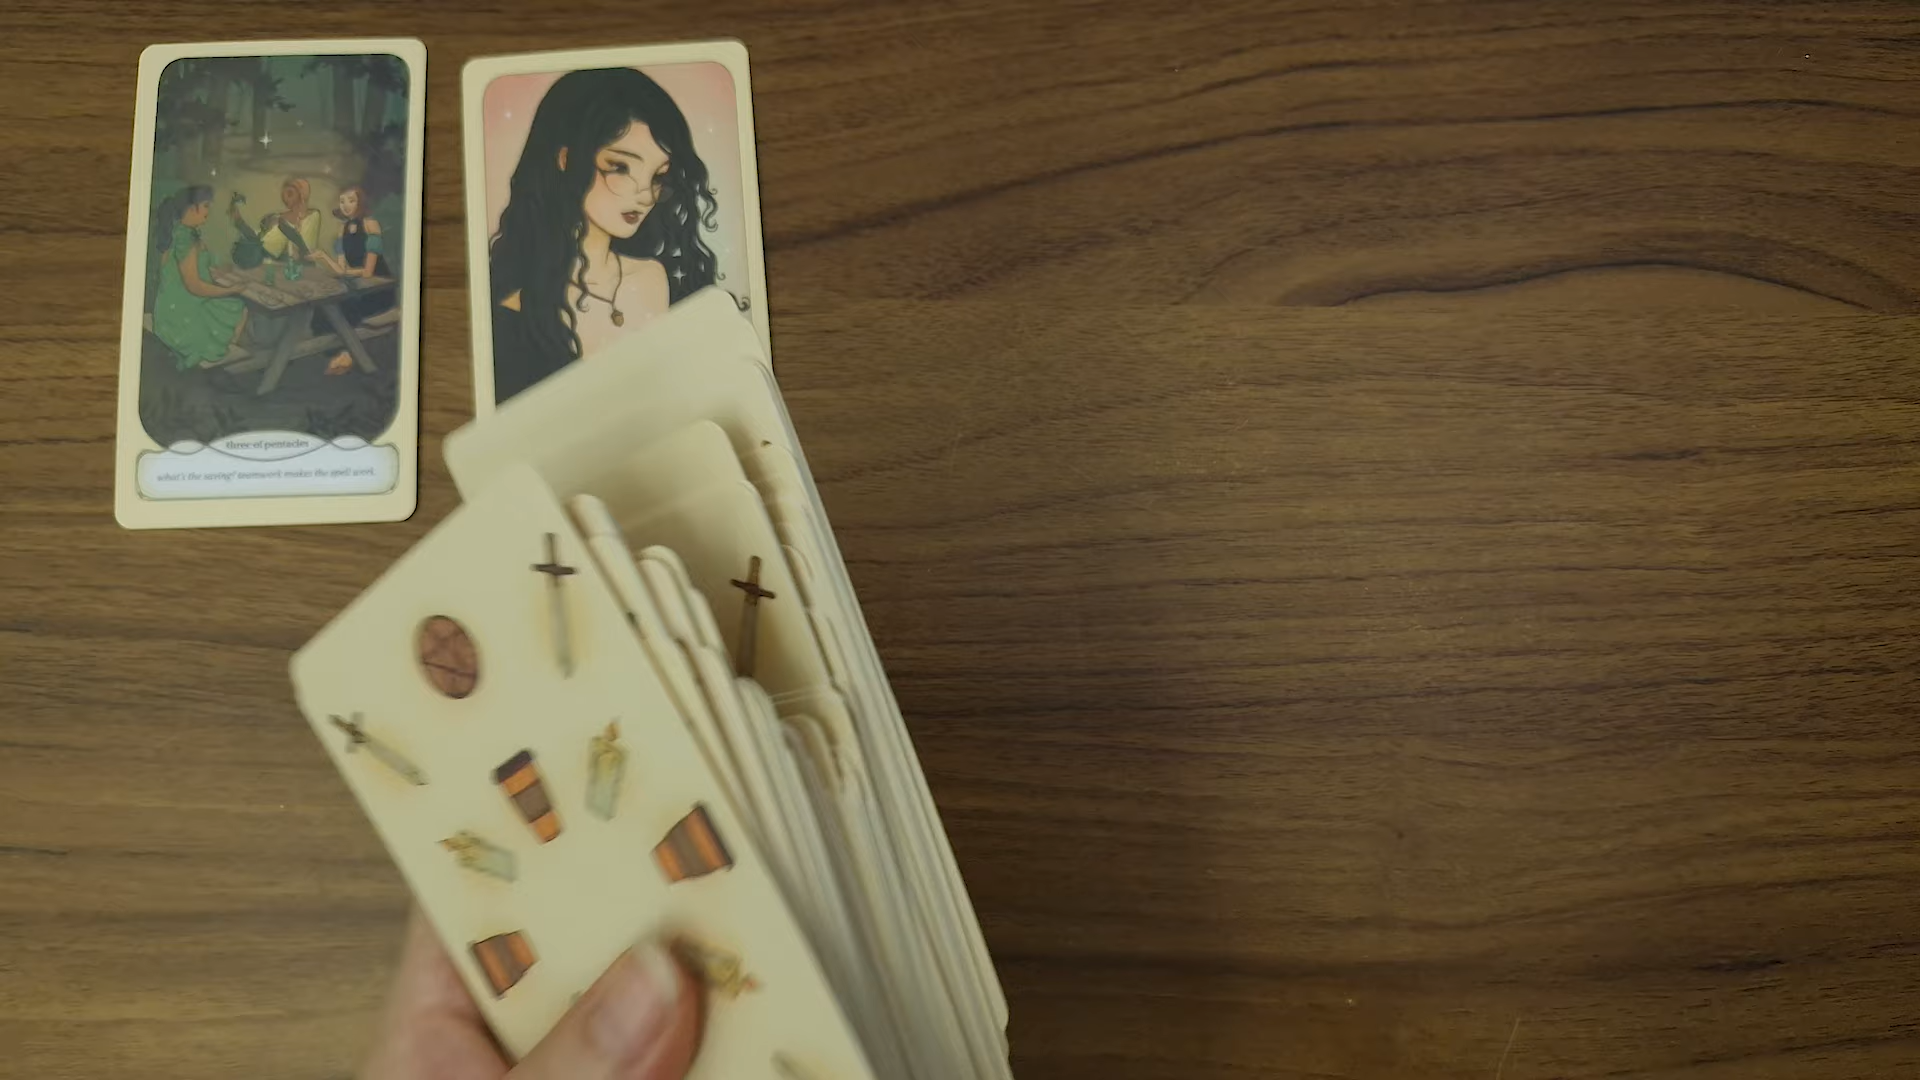 three of pentacles
what's the saying? teamwork makes the spell work.